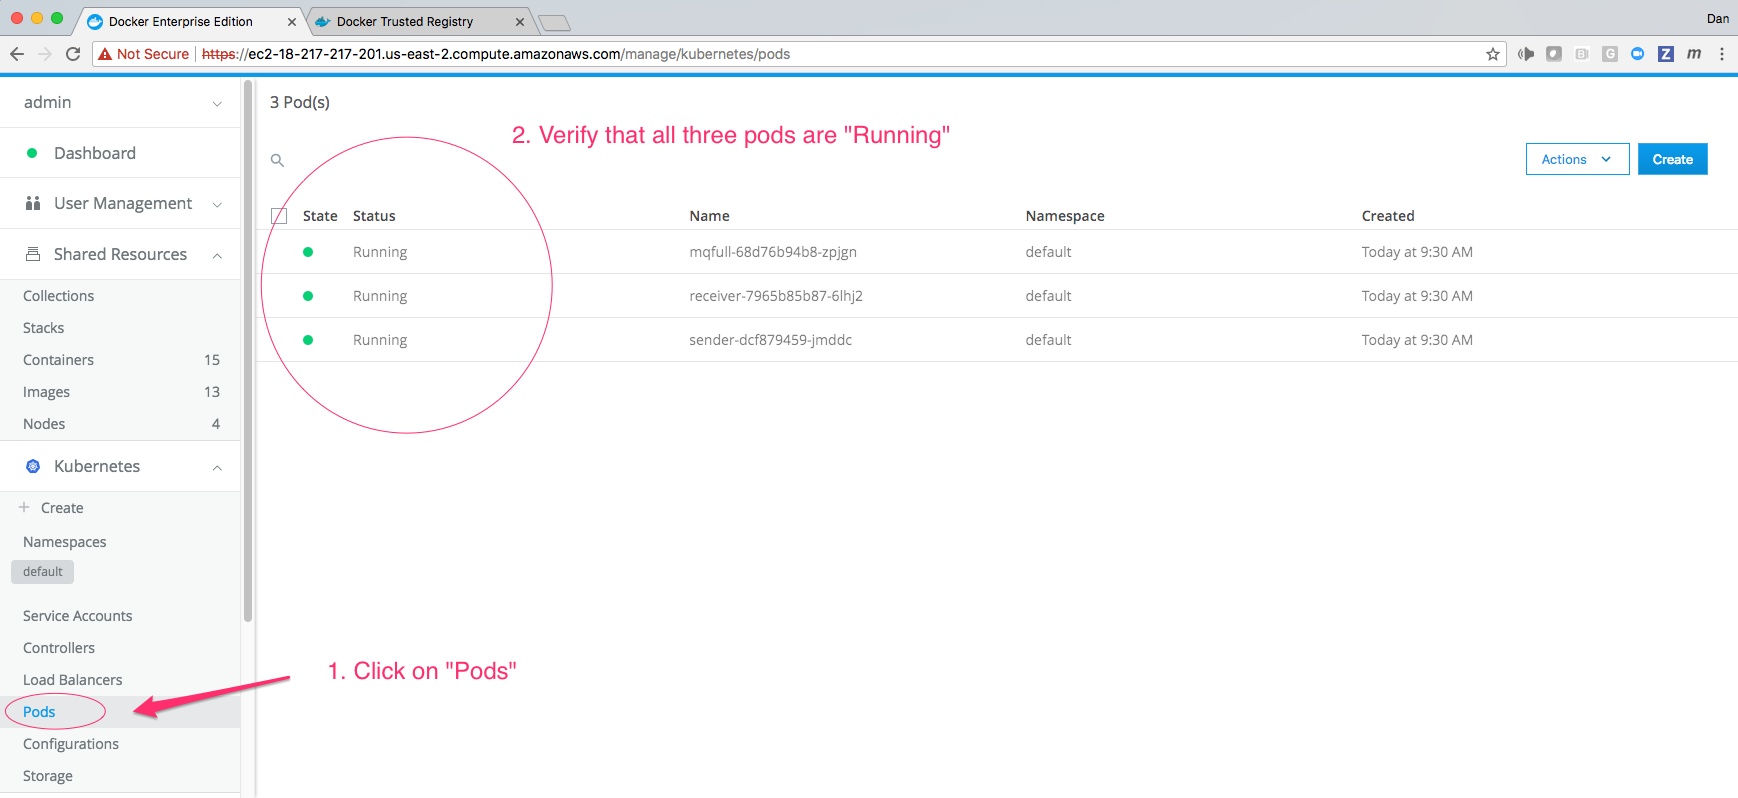 Docker Enterprise Edition
Docker Trusted Registry
Dan
Not Secure | https://ec2-18-217-217-201.us-east-2.compute.amazonaws.com/manage/kubernetes/pods
admin
Dashboard
User Management
Shared Resources
Collections
Stacks
Containers 15
Images 13
Nodes 4
Kubernetes
+ Create
Namespaces
default
Service Accounts
Controllers
Load Balancers
Pods
Configurations
Storage
3 Pod(s)
2. Verify that all three pods are "Running"
Actions
Create
State Status Name Namespace Created
Running mqfull-68d76b94b8-zpjgn default Today at 9:30 AM
Running receiver-7965b85b87-6lhj2 default Today at 9:30 AM
Running sender-dcf879459-jmddc default Today at 9:30 AM
1. Click on "Pods"